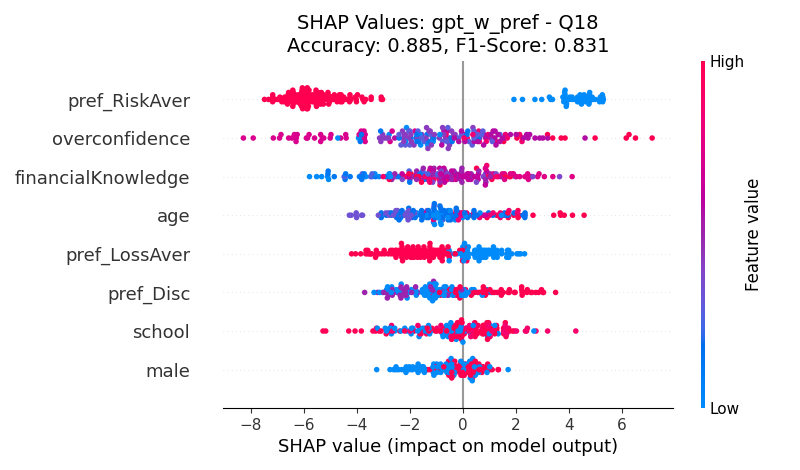 SHAP Values: gpt_w_pref - Q18
Accuracy: 0.885, F1-Score: 0.831
High
pref_RiskAver
overconfidence
financialKnowledge
age
pref_LossAver
pref_Disc
school
male
Feature value
Low
−8 −6 −4 −2 0 2 4 6
SHAP value (impact on model output)